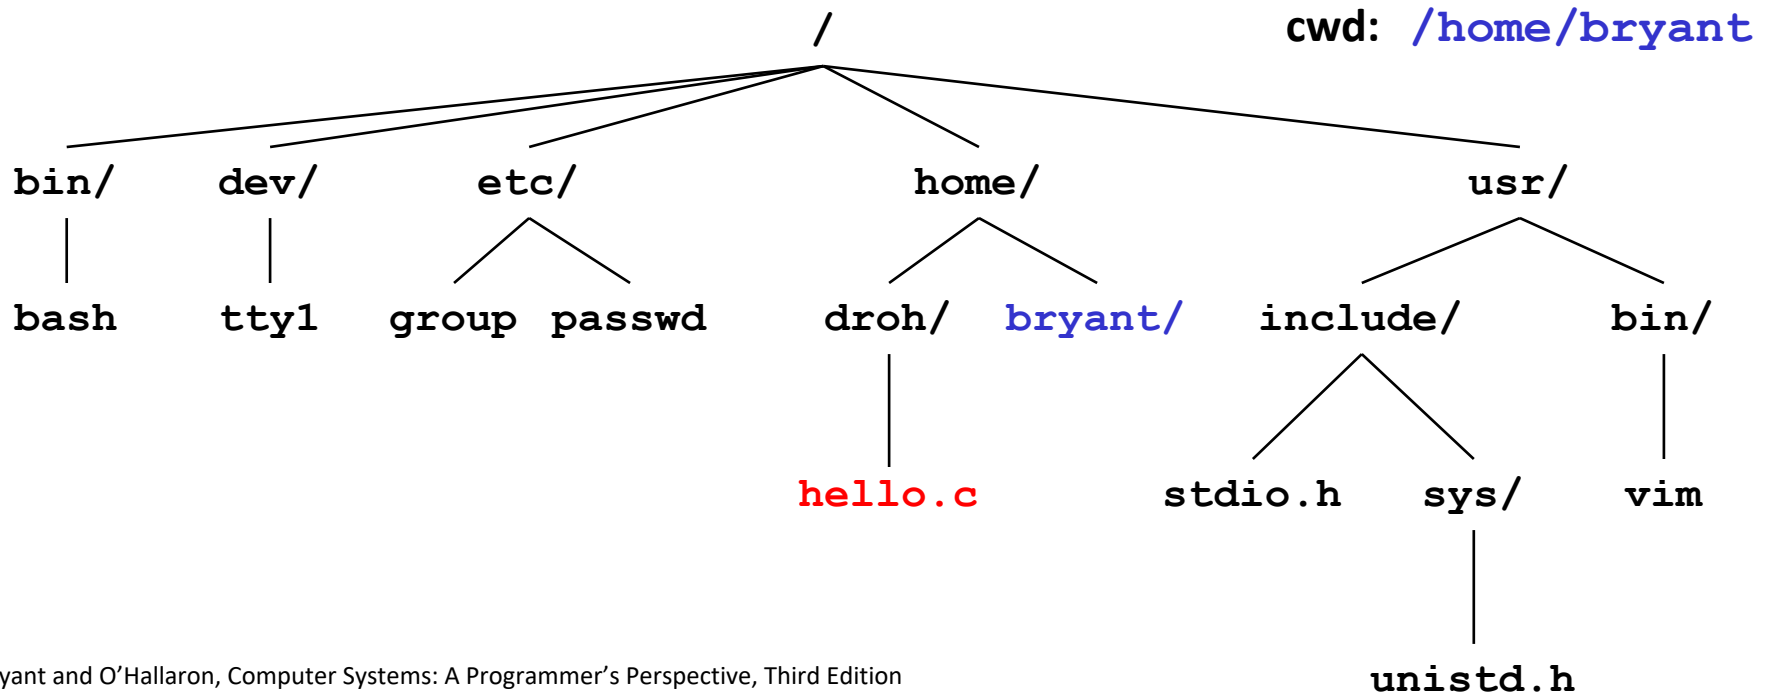 /
cwd: /home/bryant
bin/ dev/ etc/ home/ usr/
bash tty1 group passwd droh/ bryant/ include/ bin/
hello.c stdio.h sys/ vim
unistd.h
and O’Hallaron, Computer Systems: A Programmer’s Perspective, Third Edition